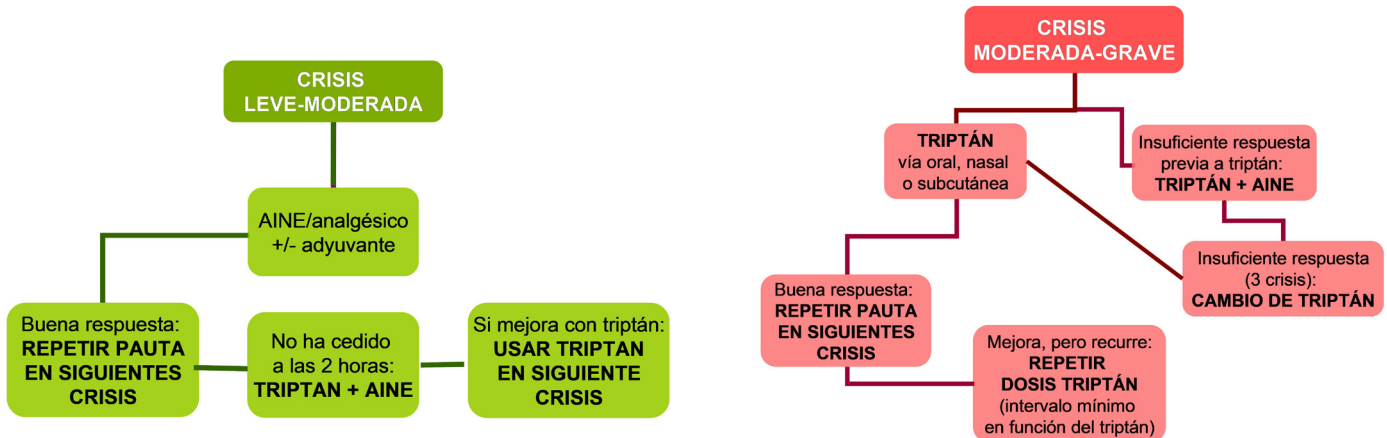 CRISIS
LEVE-MODERADA
AINE/analgésico
+/- adyuvante
Buena respuesta:
REPETIR PAUTA
EN SIGUIENTES
CRISIS
No ha cedido
a las 2 horas:
TRIPTAN + AINE
Si mejora con triptán:
USAR TRIPTAN
EN SIGUIENTE
CRISIS
CRISIS
MODERADA-GRAVE
TRIPTÁN
vía oral, nasal
o subcutánea
Insuficiente respuesta
previa a triptán:
TRIPTÁN + AINE
Insuficiente respuesta
(3 crisis):
CAMBIO DE TRIPTÁN
Buena respuesta:
REPETIR PAUTA
EN SIGUIENTES
CRISIS
Mejora, pero recurre:
REPETIR
DOSIS TRIPTÁN
(intervalo mínimo
en función del triptán)